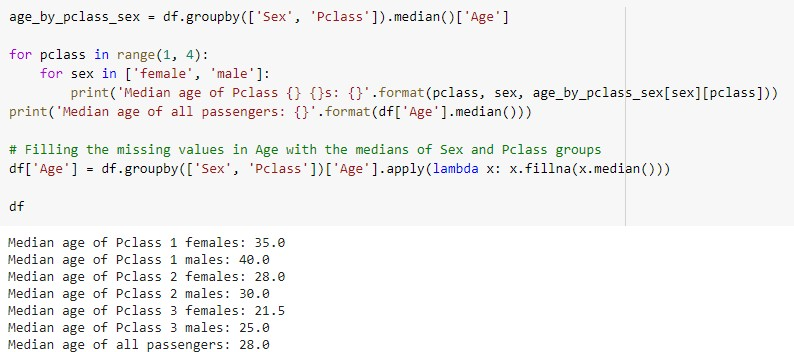 age_by_pclass_sex = df.groupby(['Sex', 'Pclass']).median()['Age']
for pclass in range(1, 4):
    for sex in ['female', 'male']:
        print('Median age of Pclass {} {}s: {}'.format(pclass, sex, age_by_pclass_sex[sex][pclass]))
print('Median age of all passengers: {}'.format(df['Age'].median()))
# Filling the missing values in Age with the medians of Sex and Pclass groups
df['Age'] = df.groupby(['Sex', 'Pclass'])['Age'].apply(lambda x: x.fillna(x.median()))
df
Median age of Pclass 1 females: 35.0
Median age of Pclass 1 males: 40.0
Median age of Pclass 2 females: 28.0
Median age of Pclass 2 males: 30.0
Median age of Pclass 3 females: 21.5
Median age of Pclass 3 males: 25.0
Median age of all passengers: 28.0